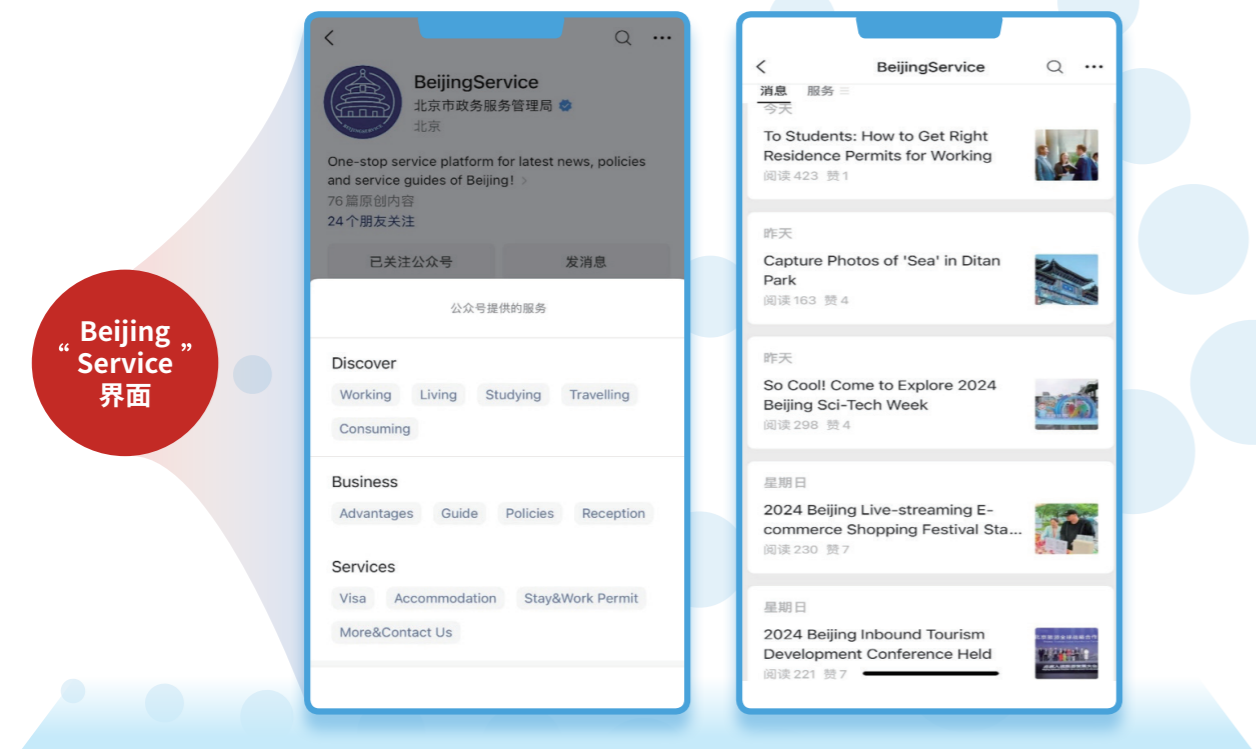 “ Beijing Service 界面 ”
BeijingService
北京市政务服务管理局
北京
One-stop service platform for latest news, policies
and service guides of Beijing!
76篇原创内容
24个朋友关注
已关注公众号 发消息
公众号提供的服务
Discover
Working Living Studying Travelling
Consuming
Business
Advantages Guide Policies Reception
Services
Visa Accommodation Stay&Work Permit
More&Contact Us
BeijingService
消息 服务
今天
To Students: How to Get Right
Residence Permits for Working
阅读 423 赞 1
昨天
Capture Photos of 'Sea' in Ditan
Park
阅读 163 赞 4
昨天
So Cool! Come to Explore 2024
Beijing Sci-Tech Week
阅读 298 赞 4
星期日
2024 Beijing Live-streaming E-
commerce Shopping Festival Sta...
阅读 230 赞 7
星期日
2024 Beijing Inbound Tourism
Development Conference Held
阅读 221 赞 7